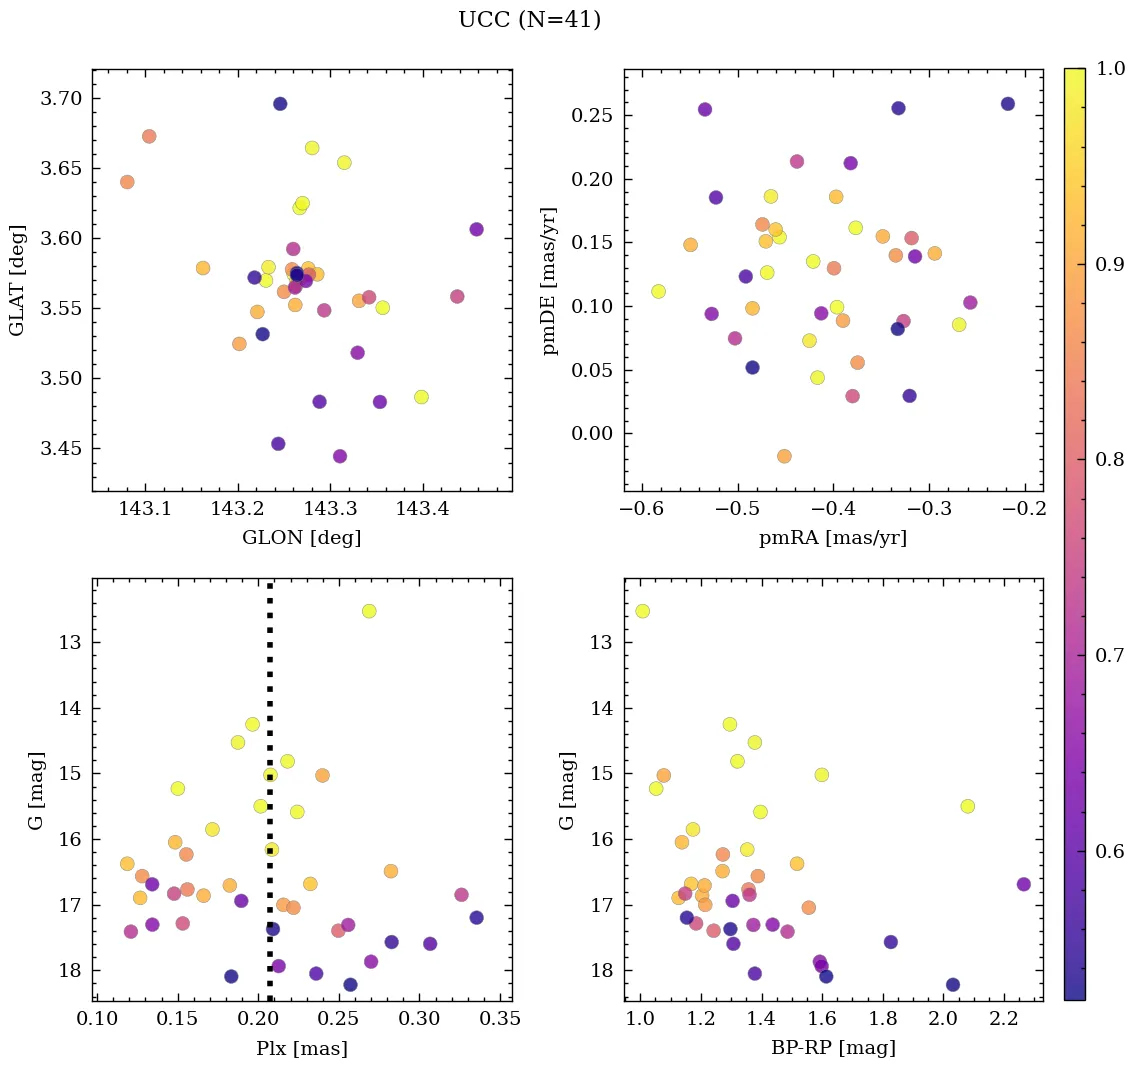 UCC (N=41)
3.70
3.65
3.60
3.55
3.50
3.45
GLAT [deg]
143.1 143.2 143.3 143.4
GLON [deg]
0.25
0.20
0.15
0.10
0.05
0.00
pmDE [mas/yr]
−0.6 −0.5 −0.4 −0.3 −0.2
pmRA [mas/yr]
13
14
15
16
17
18
G [mag]
0.10 0.15 0.20 0.25 0.30 0.35
Plx [mas]
13
14
15
16
17
18
G [mag]
1.0 1.2 1.4 1.6 1.8 2.0 2.2
BP-RP [mag]
1.0
0.9
0.8
0.7
0.6